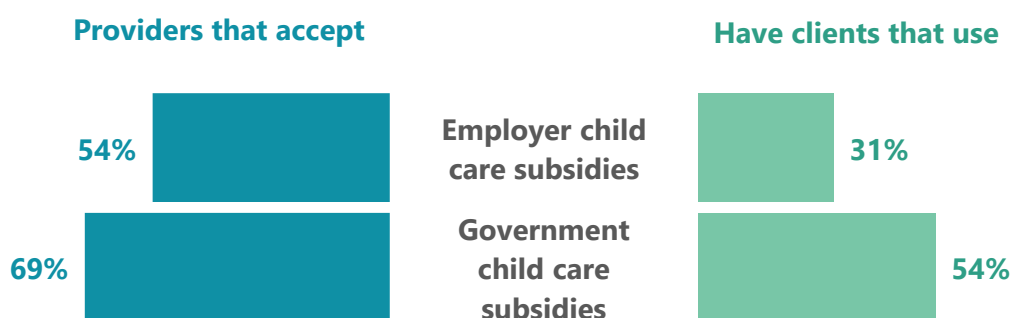 Providers that accept
Have clients that use
54%
Employer child
care subsidies
31%
69%
Government
child care
subsidies
54%